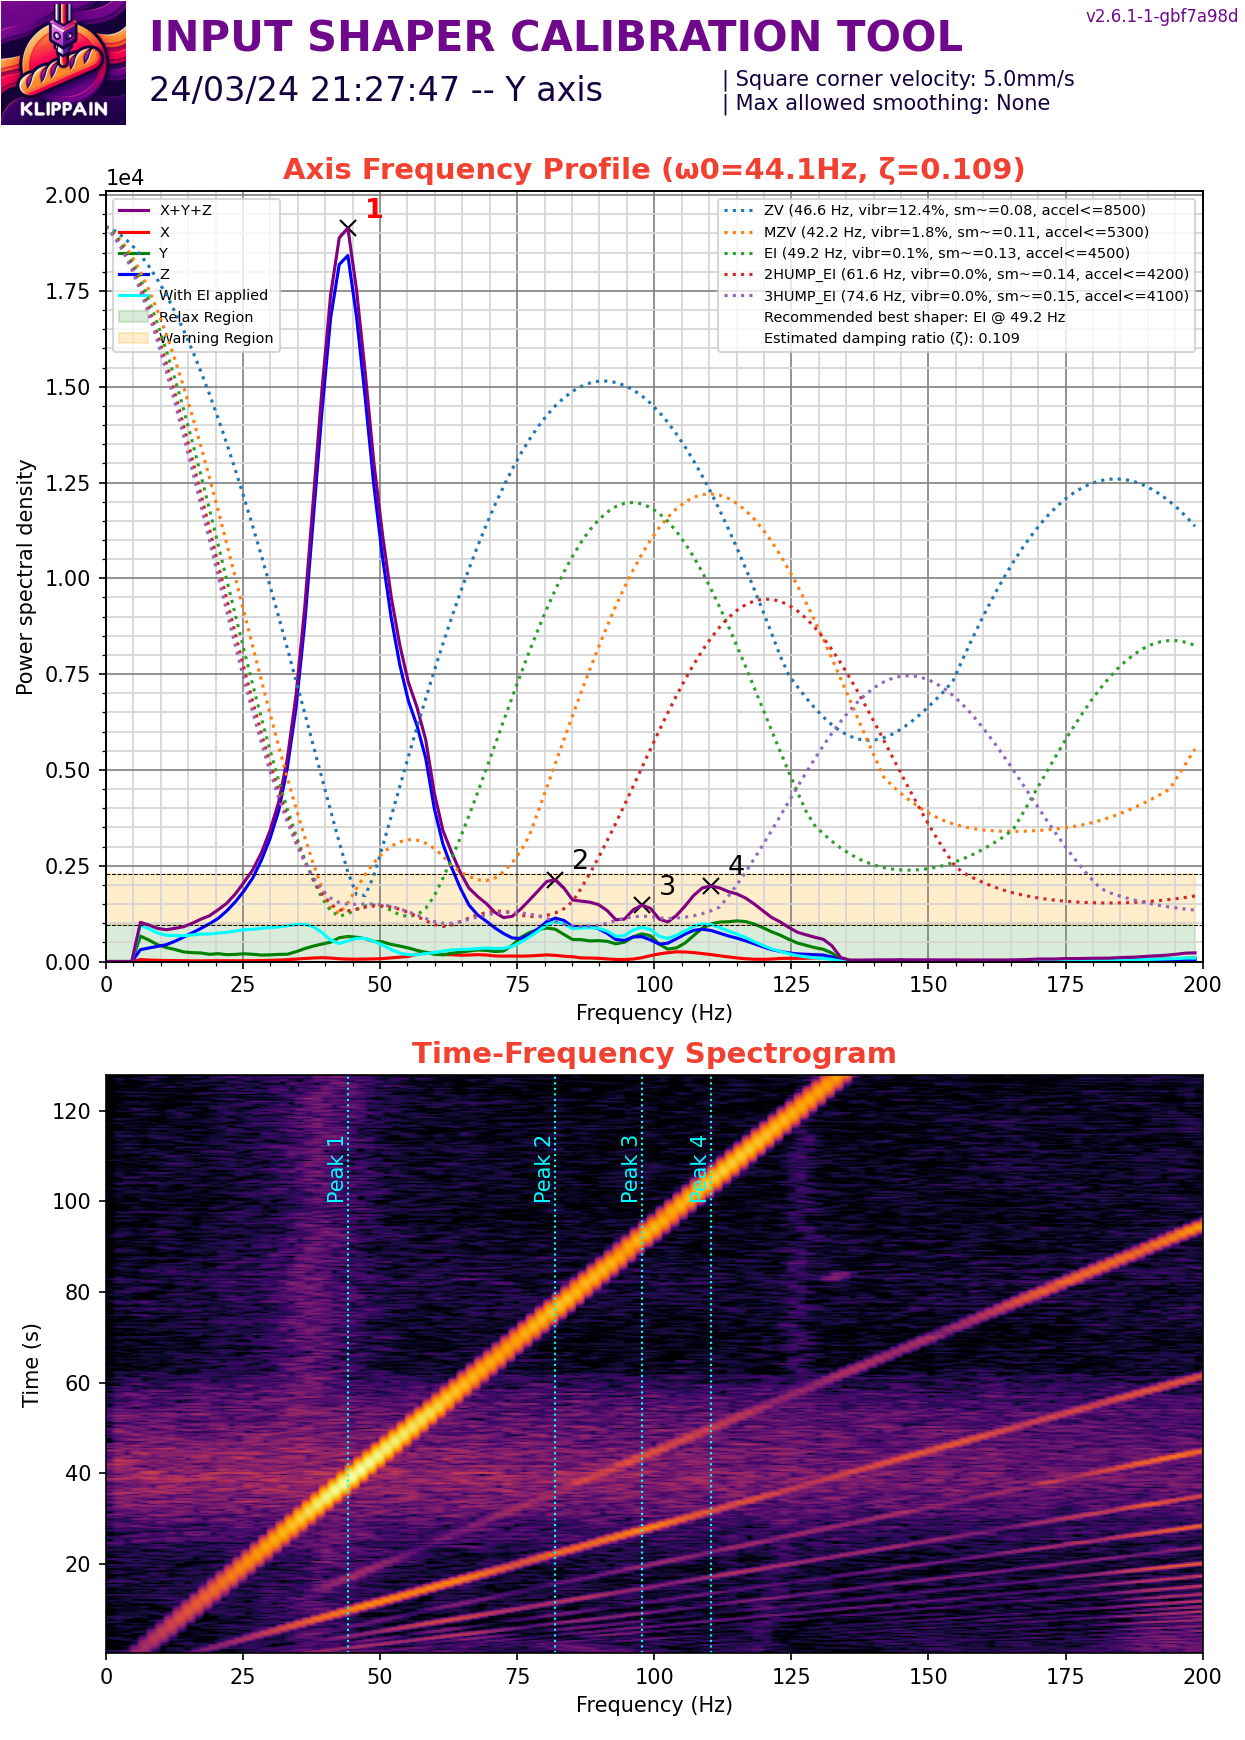 v2.6.1-1-gbf7a98d
INPUT SHAPER CALIBRATION TOOL
24/03/24 21:27:47 -- Y axis
| Square corner velocity: 5.0mm/s
| Max allowed smoothing: None
KLIPPAIN
Axis Frequency Profile (ω0=44.1Hz, ζ=0.109)
1e4
2.00
1.75
1.50
1.25
1.00
0.75
0.50
0.25
0.00
Power spectral density
X+Y+Z
X
Y
Z
With EI applied
Relax Region
Warning Region
ZV (46.6 Hz, vibr=12.4%, sm~=0.08, accel<=8500)
MZV (42.2 Hz, vibr=1.8%, sm~=0.11, accel<=5300)
EI (49.2 Hz, vibr=0.1%, sm~=0.13, accel<=4500)
2HUMP_EI (61.6 Hz, vibr=0.0%, sm~=0.14, accel<=4200)
3HUMP_EI (74.6 Hz, vibr=0.0%, sm~=0.15, accel<=4100)
Recommended best shaper: EI @ 49.2 Hz
Estimated damping ratio (ζ): 0.109
1
2
3
4
0 25 50 75 100 125 150 175 200
Frequency (Hz)
Time-Frequency Spectrogram
120
100
80
60
40
20
Time (s)
Peak 1
Peak 2
Peak 3
Peak 4
0 25 50 75 100 125 150 175 200
Frequency (Hz)